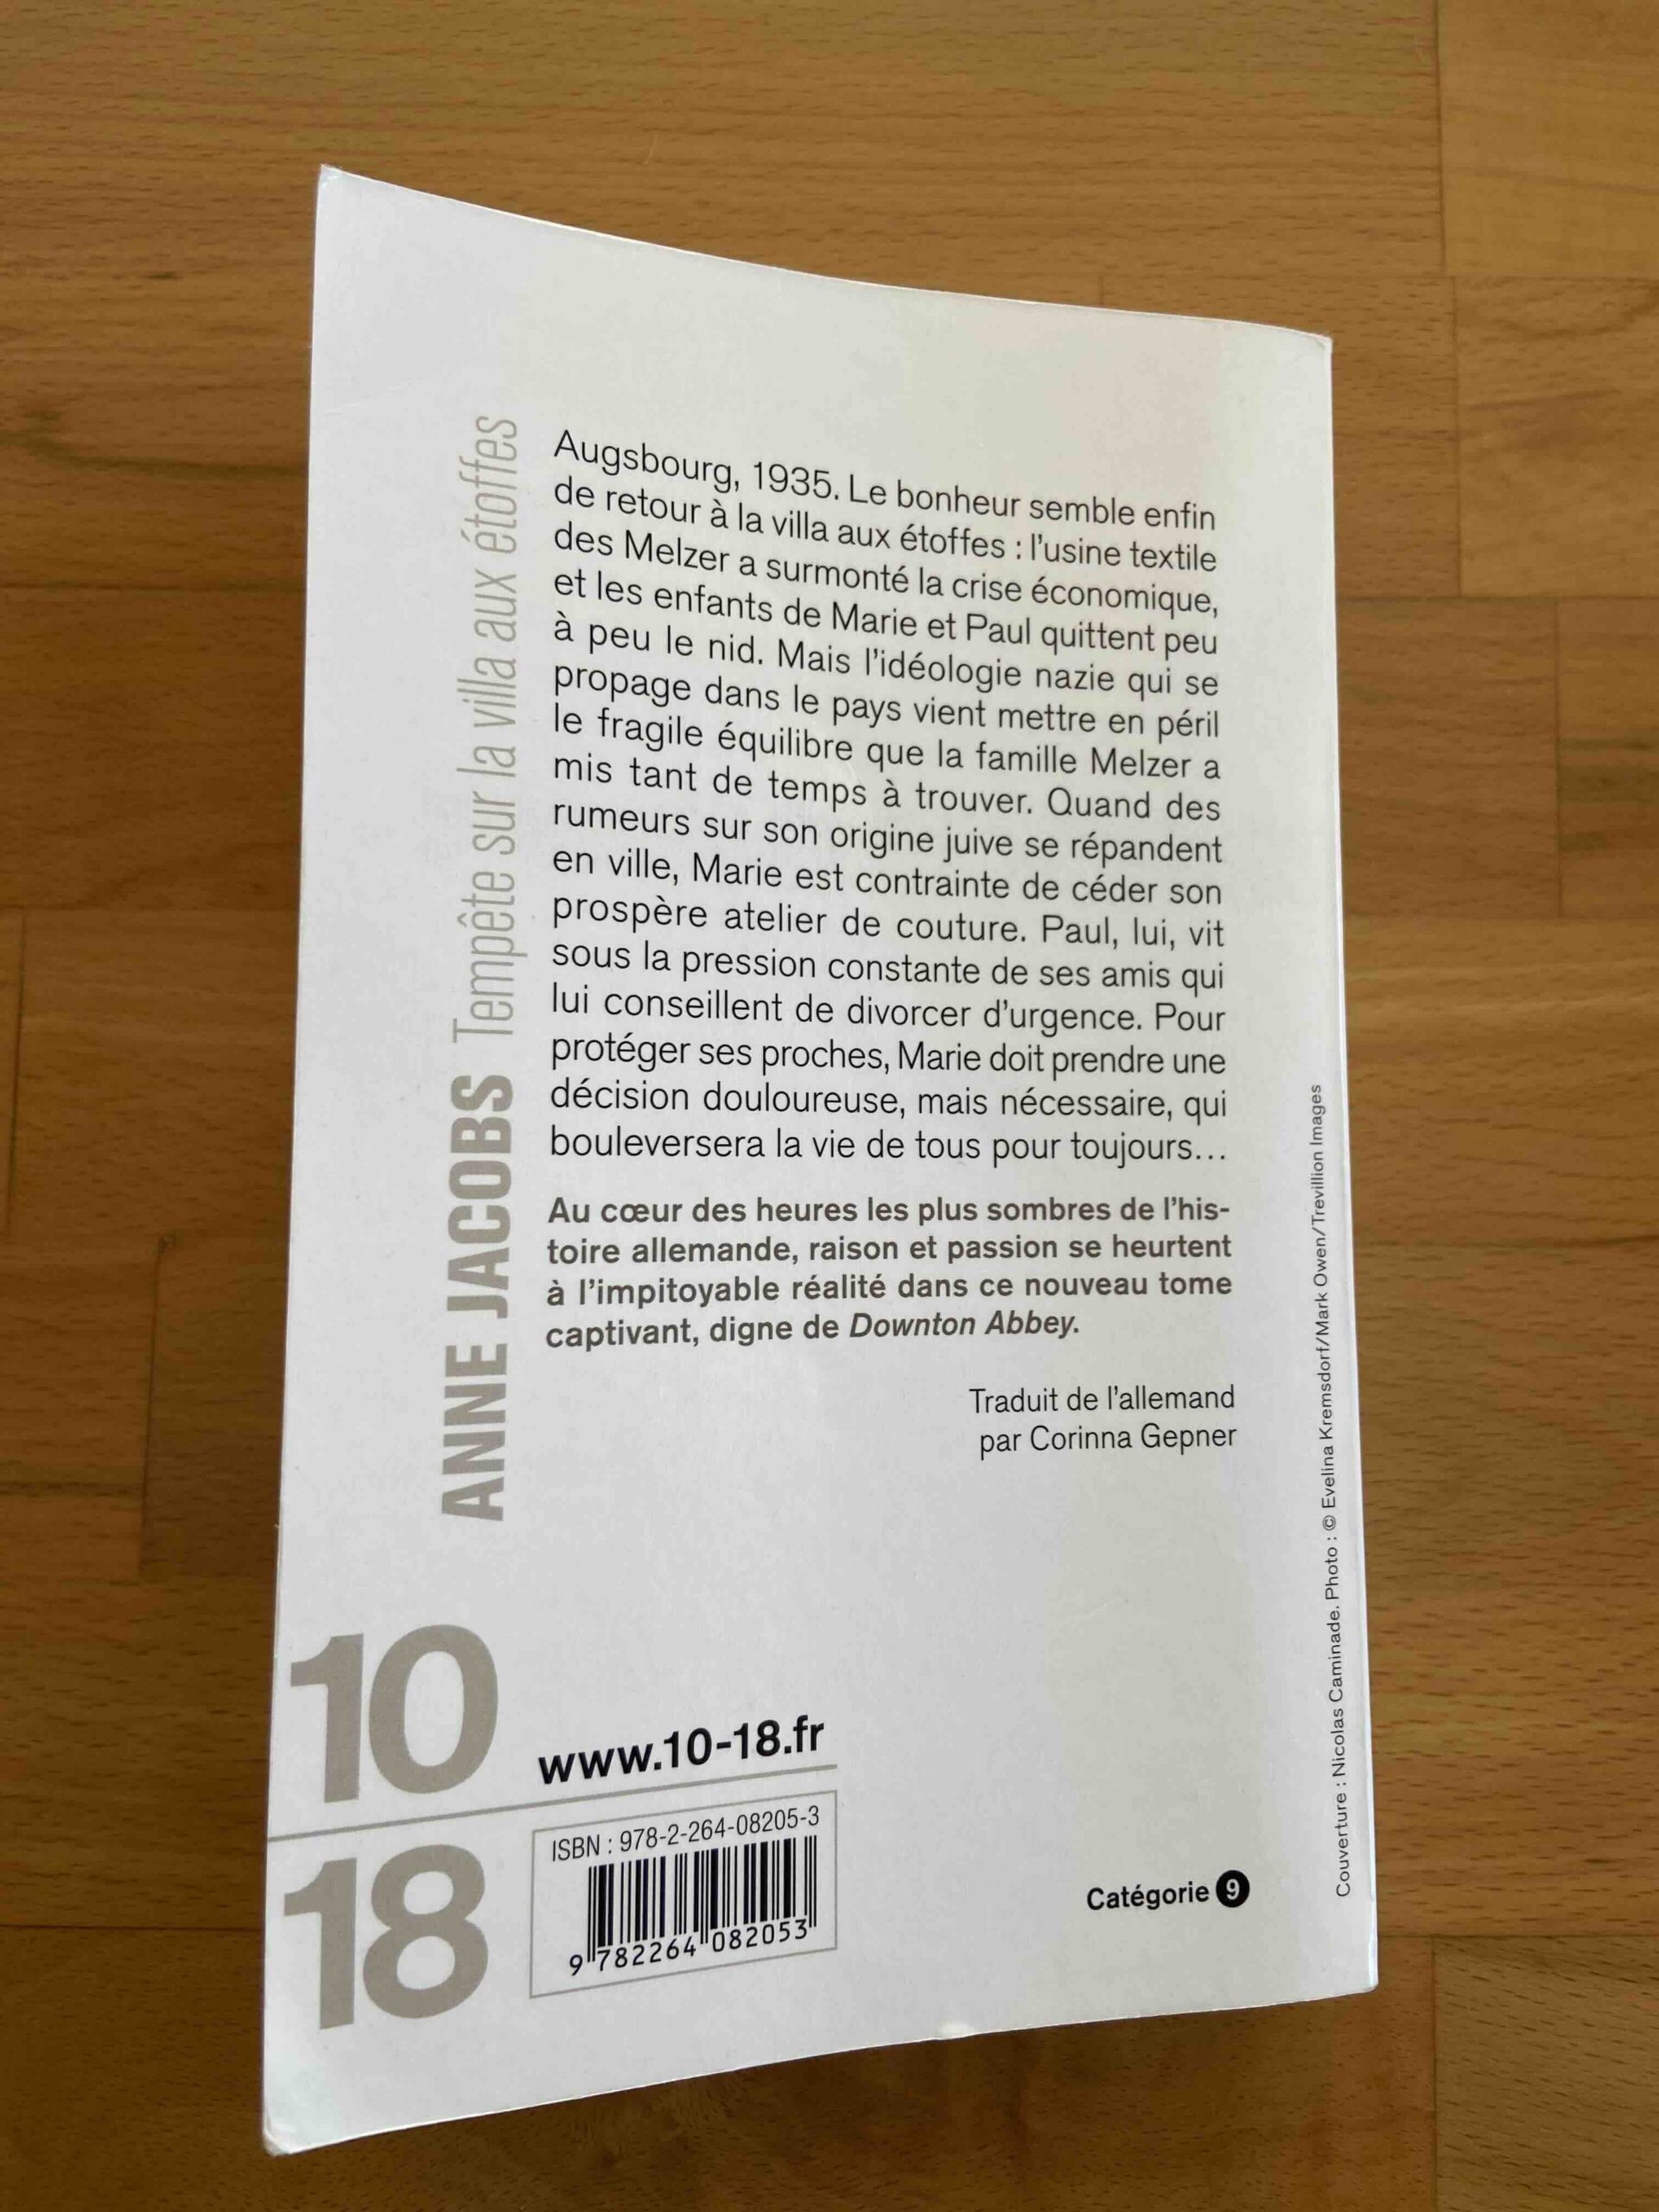 ANNE JACOBS Tempête sur la villa aux étoffes
Augsbourg, 1935. Le bonheur semble enfin
de retour à la villa aux étoffes : l'usine textile
des Melzer a surmonté la crise économique,
et les enfants de Marie et Paul quittent peu
à peu le nid. Mais l'idéologie nazie qui se
propage dans le pays vient mettre en péril
le fragile équilibre que la famille Melzer a
mis tant de temps à trouver. Quand des
rumeurs sur son origine juive se répandent
en ville, Marie est contrainte de céder son
prospère atelier de couture. Paul, lui, vit
sous la pression constante de ses amis qui
lui conseillent de divorcer d'urgence. Pour
protéger ses proches, Marie doit prendre une
décision douloureuse, mais nécessaire, qui
bouleversera la vie de tous pour toujours...
Au cœur des heures les plus sombres de l'his-
toire allemande, raison et passion se heurtent
à l'impitoyable réalité dans ce nouveau tome
captivant, digne de Downton Abbey.
Traduit de l'allemand
par Corinna Gepner
10
18
www.10-18.fr
ISBN : 978-2-264-08205-3
9 782264 082053
Catégorie 9
Couverture : Nicolas Caminade. Photo : © Evelina Kremsdorf/Mark Owen/Trevillion Images